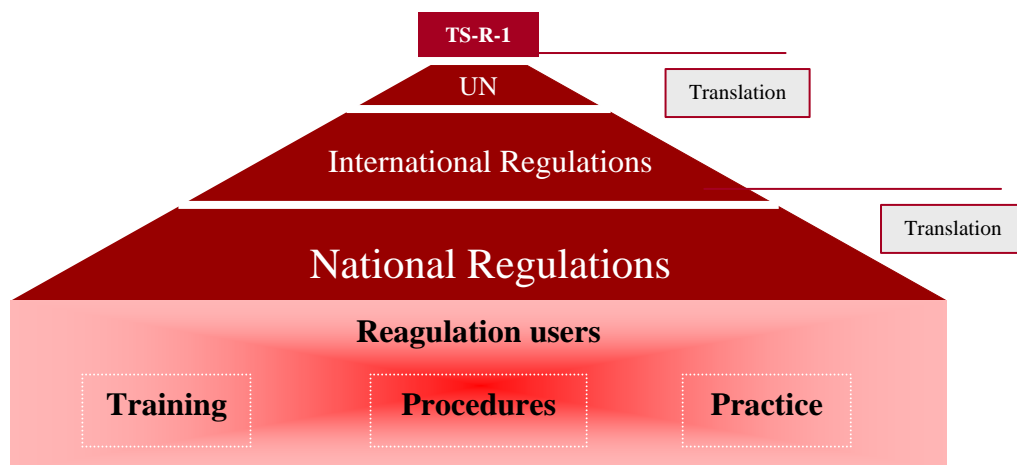 TS-R-1
UN
Translation
International Regulations
Translation
National Regulations
Reagulation users
Training Procedures Practice